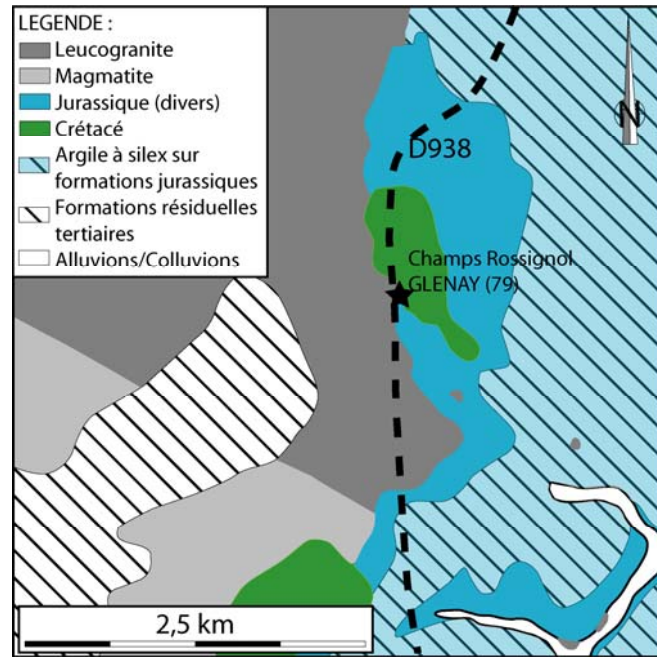 LEGENDE :
Leucogranite
Magmatite
Jurassique (divers)
Crétacé
Argile à silex sur
formations jurassiques
Formations résiduelles
tertiaires
Alluvions/Colluvions
N
D938
Champs Rossignol
GLENAY (79)
2,5 km